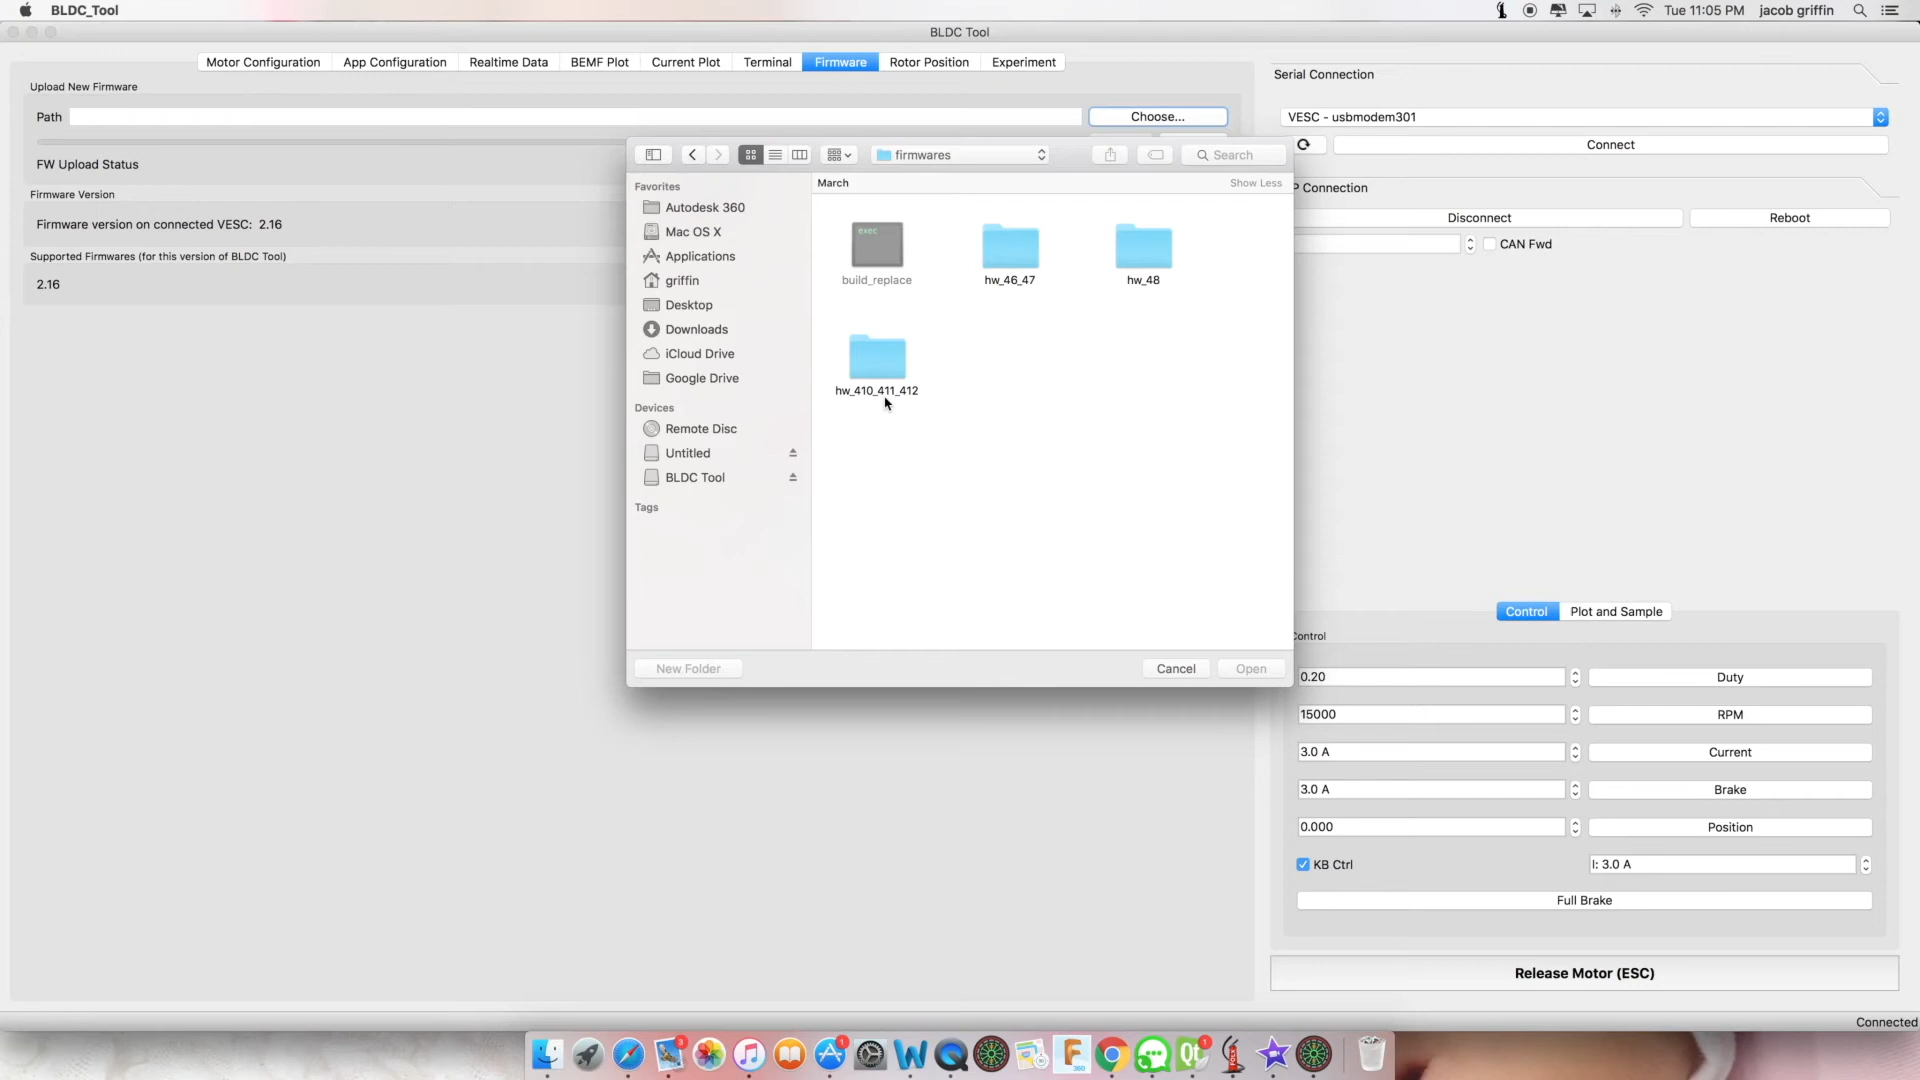 BLDC_Tool
Tue 11:05 PM jacob griffin
BLDC Tool
Motor Configuration App Configuration Realtime Data BEMF Plot Current Plot Terminal Firmware Rotor Position Experiment
Upload New Firmware
Path
Choose...
FW Upload Status
Firmware Version
Firmware version on connected VESC: 2.16
Supported Firmwares (for this version of BLDC Tool)
2.16
firmwares
Search
Favorites
Autodesk 360
Mac OS X
Applications
griffin
Desktop
Downloads
iCloud Drive
Google Drive
Devices
Remote Disc
Untitled
BLDC Tool
Tags
March
Show Less
exec
build_replace
hw_46_47
hw_48
hw_410_411_412
New Folder
Cancel
Open
Serial Connection
VESC - usbmodem301
Connect
P Connection
Disconnect
Reboot
CAN Fwd
Control Plot and Sample
Control
0.20 Duty
15000 RPM
3.0 A Current
3.0 A Brake
0.000 Position
KB Ctrl I: 3.0 A
Full Brake
Release Motor (ESC)
Connected